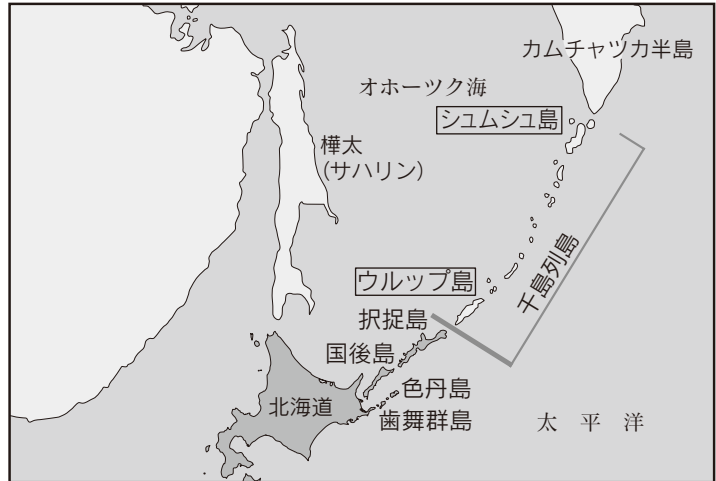 カムチャツカ半島
オホーツク海
シュムシュ島
樺太
(サハリン)
千島列島
ウルップ島
択捉島
国後島
色丹島
北海道
歯舞群島
太平洋